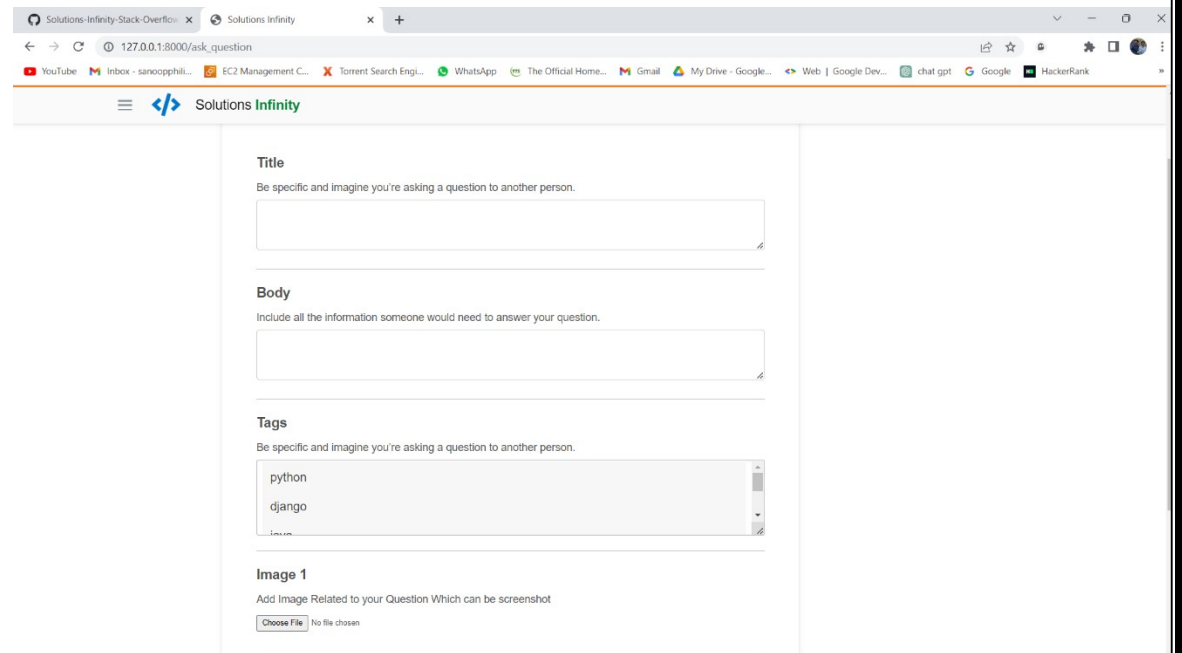 Solutions-Infinity-Stack-Overflow
Solutions Infinity
127.0.0.1:8000/ask_question
YouTube
Inbox - sanoopphili...
EC2 Management C...
Torrent Search Engi...
WhatsApp
The Official Home...
Gmail
My Drive - Google...
Web | Google Dev...
chat gpt
Google
HackerRank
Solutions Infinity
Title
Be specific and imagine you're asking a question to another person.
Body
Include all the information someone would need to answer your question.
Tags
Be specific and imagine you're asking a question to another person.
python
django
java
Image 1
Add Image Related to your Question Which can be screenshot
Choose File No file chosen